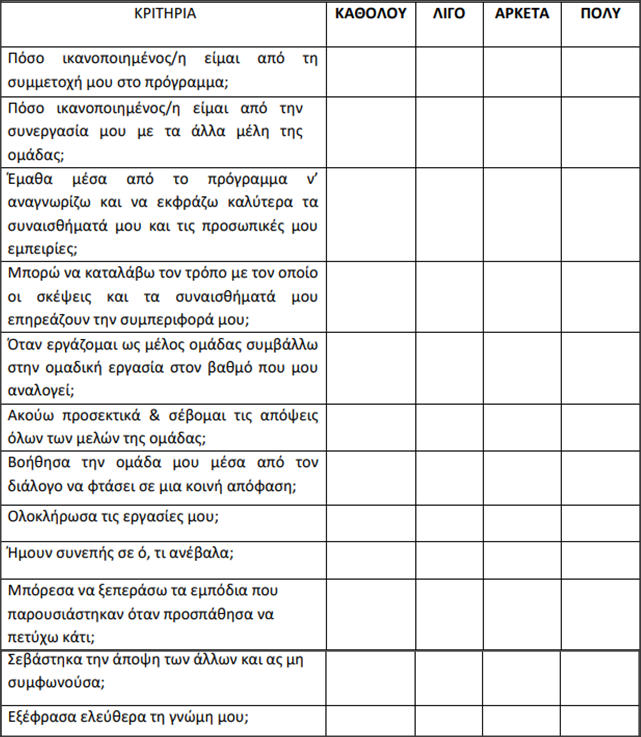 ΚΡΙΤΗΡΙΑ ΚΑΘΟΛΟΥ ΛΙΓΟ ΑΡΚΕΤΑ ΠΟΛΥ
Πόσο ικανοποιημένος/η είμαι από τη
συμμετοχή μου στο πρόγραμμα;
Πόσο ικανοποιημένος/η είμαι από την
συνεργασία μου με τα άλλα μέλη της
ομάδας;
Έμαθα μέσα από το πρόγραμμα ν’
αναγνωρίζω και να εκφράζω καλύτερα τα
συναισθήματά μου και τις προσωπικές μου
εμπειρίες;
Μπορώ να καταλάβω τον τρόπο με τον οποίο
οι σκέψεις και τα συναισθήματά μου
επηρεάζουν την συμπεριφορά μου;
Όταν εργάζομαι ως μέλος ομάδας συμβάλλω
στην ομαδική εργασία στον βαθμό που μου
αναλογεί;
Ακούω προσεκτικά & σέβομαι τις απόψεις
όλων των μελών της ομάδας;
Βοήθησα την ομάδα μου μέσα από τον
διάλογο να φτάσει σε μια κοινή απόφαση;
Ολοκλήρωσα τις εργασίες μου;
Ήμουν συνεπής σε ό, τι ανέβαλα;
Μπόρεσα να ξεπεράσω τα εμπόδια που
παρουσιάστηκαν όταν προσπάθησα να
πετύχω κάτι;
Σεβάστηκα την άποψη των άλλων και ας μη
συμφωνούσα;
Εξέφρασα ελεύθερα τη γνώμη μου;